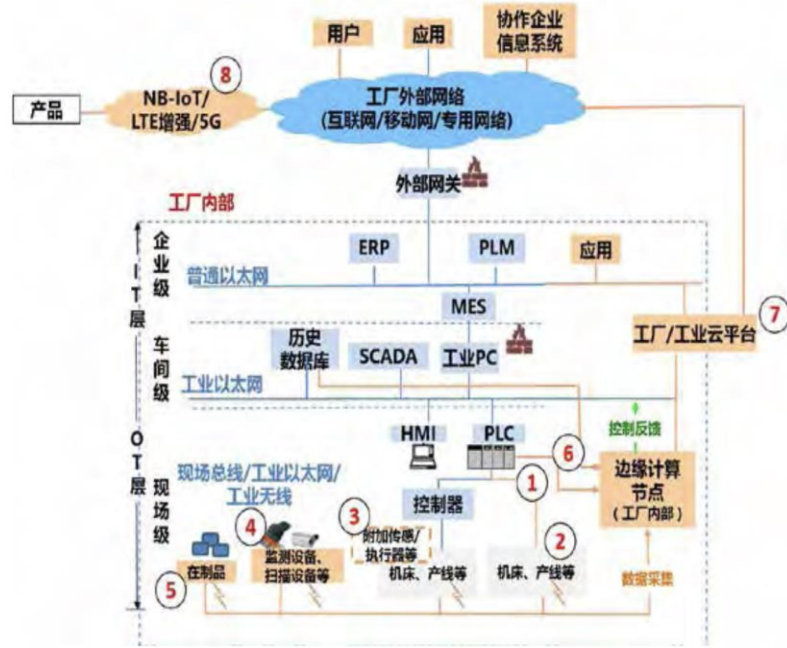 用户
应用
协作企业
信息系统
8
产品
NB-IoT/
LTE增强/5G
工厂外部网络
(互联网/移动网/专用网络)
外部网关
工厂内部
企业级
IT层
ERP
PLM
应用
普通以太网
MES
7
工厂/工业云平台
车间级
历史
数据库
SCADA
工业PC
工业以太网
控制反馈
OT层
HMI
PLC
6
现场级
现场总线/工业以太网/
工业无线
1
边缘计算
节点
(工厂内部)
控制器
3
4
附加传感/
执行器等
2
5
在制品
监测设备、
扫描设备等
机床、产线等
机床、产线等
数据采集